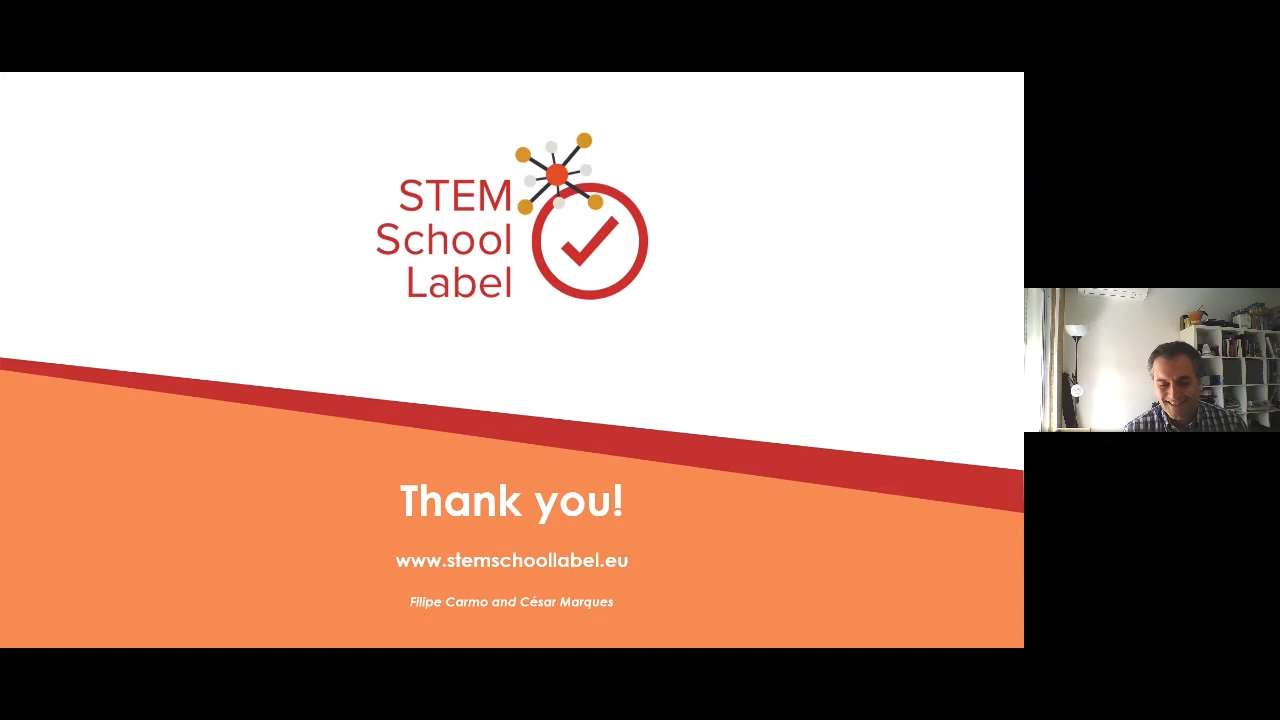 STEM
School
Label
Thank you!
www.stemschoollabel.eu
Filipe Carmo and César Marques